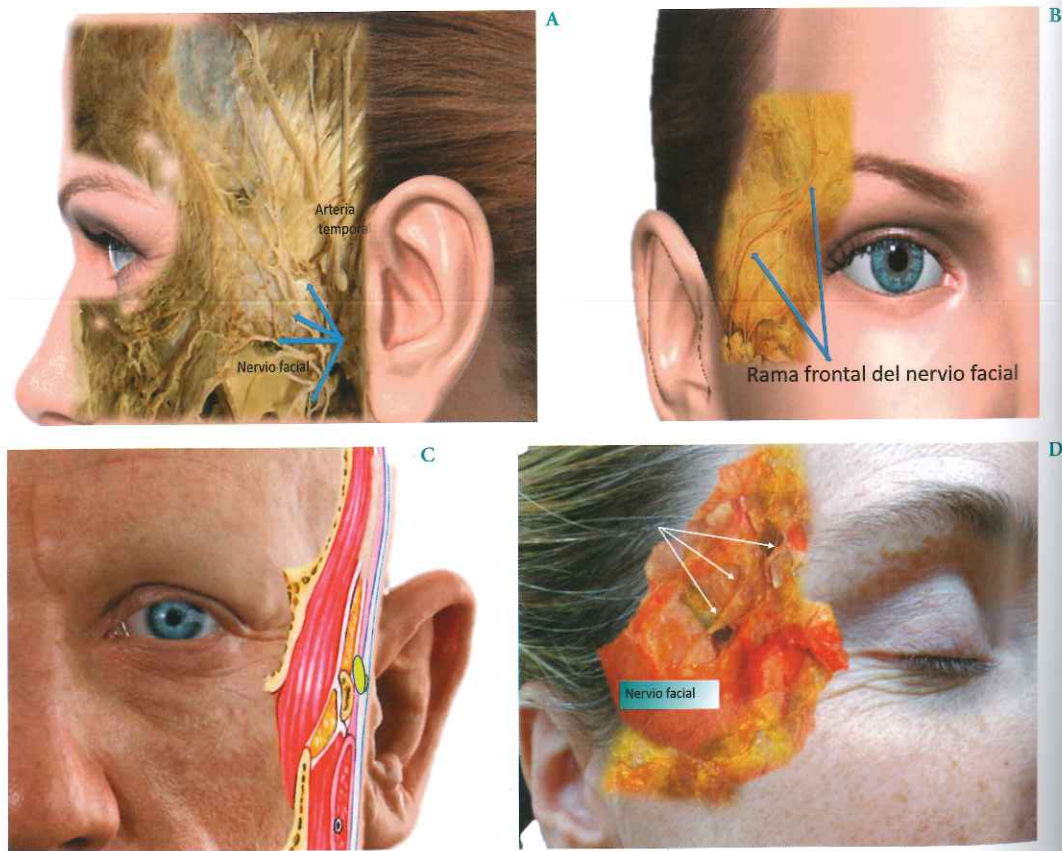 A
Arteria
temporal
Nervio facial
B
Rama frontal del nervio facial
C
D
Nervio facial